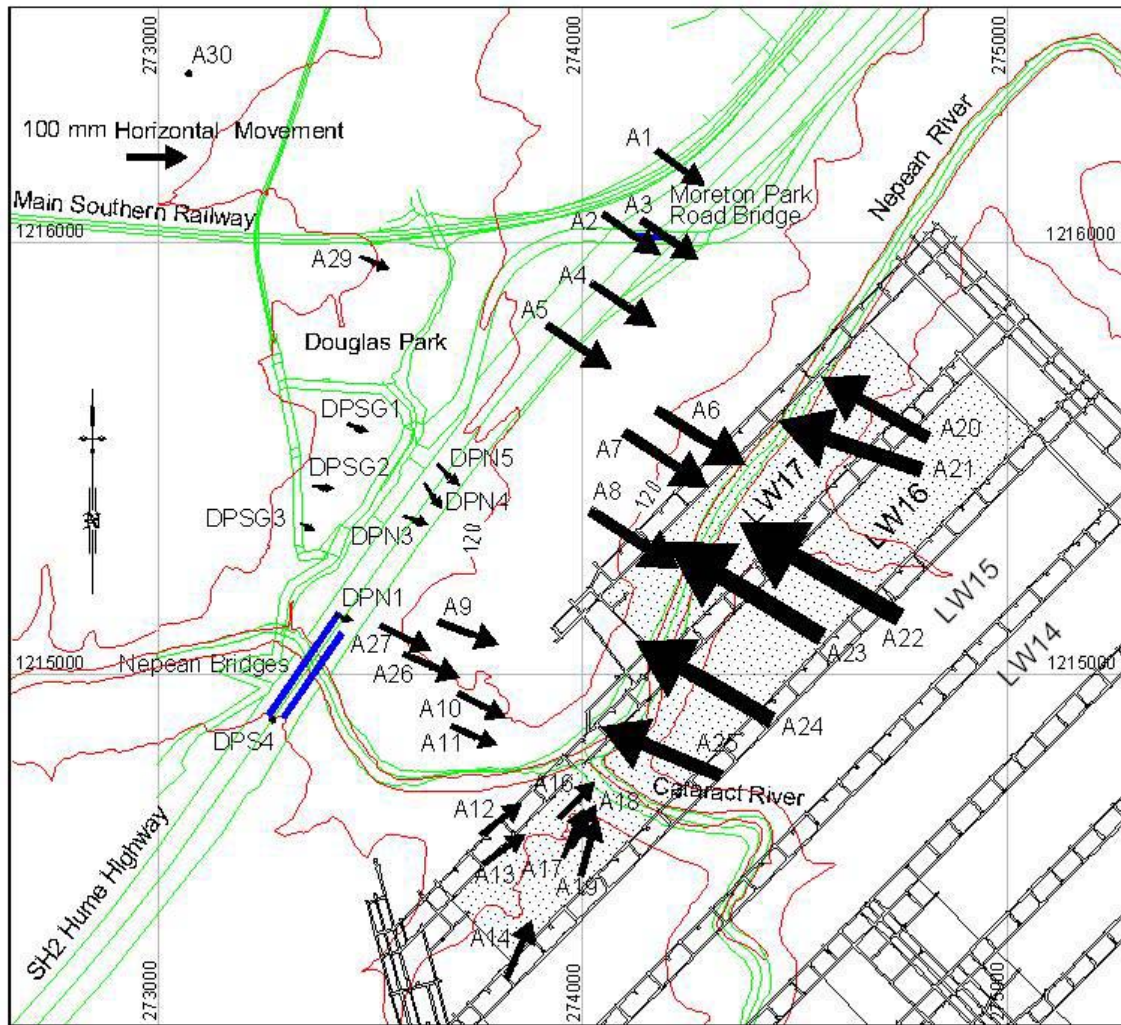 273000
274000
275000
A30
100 mm Horizontal Movement
A1
Nepean River
Main Southern Railway
A2
A3
Moreton Park
Road Bridge
1216000
1216000
A29
A4
A5
Douglas Park
DPSG1
A6
A20
A7
DPN5
A21
DPSG2
DPN4
120
A8
LW17
LW16
DPSG3
DPN3
120
LW15
DPN1
A9
A22
A27
LW14
Nepean Bridges
A26
A23
1215000
1215000
A10
A11
A24
DPS4
A25
Cataract River
A16
A18
A12
A13
A17
A19
SH2 Hume Highway
A14
273000
274000
275000